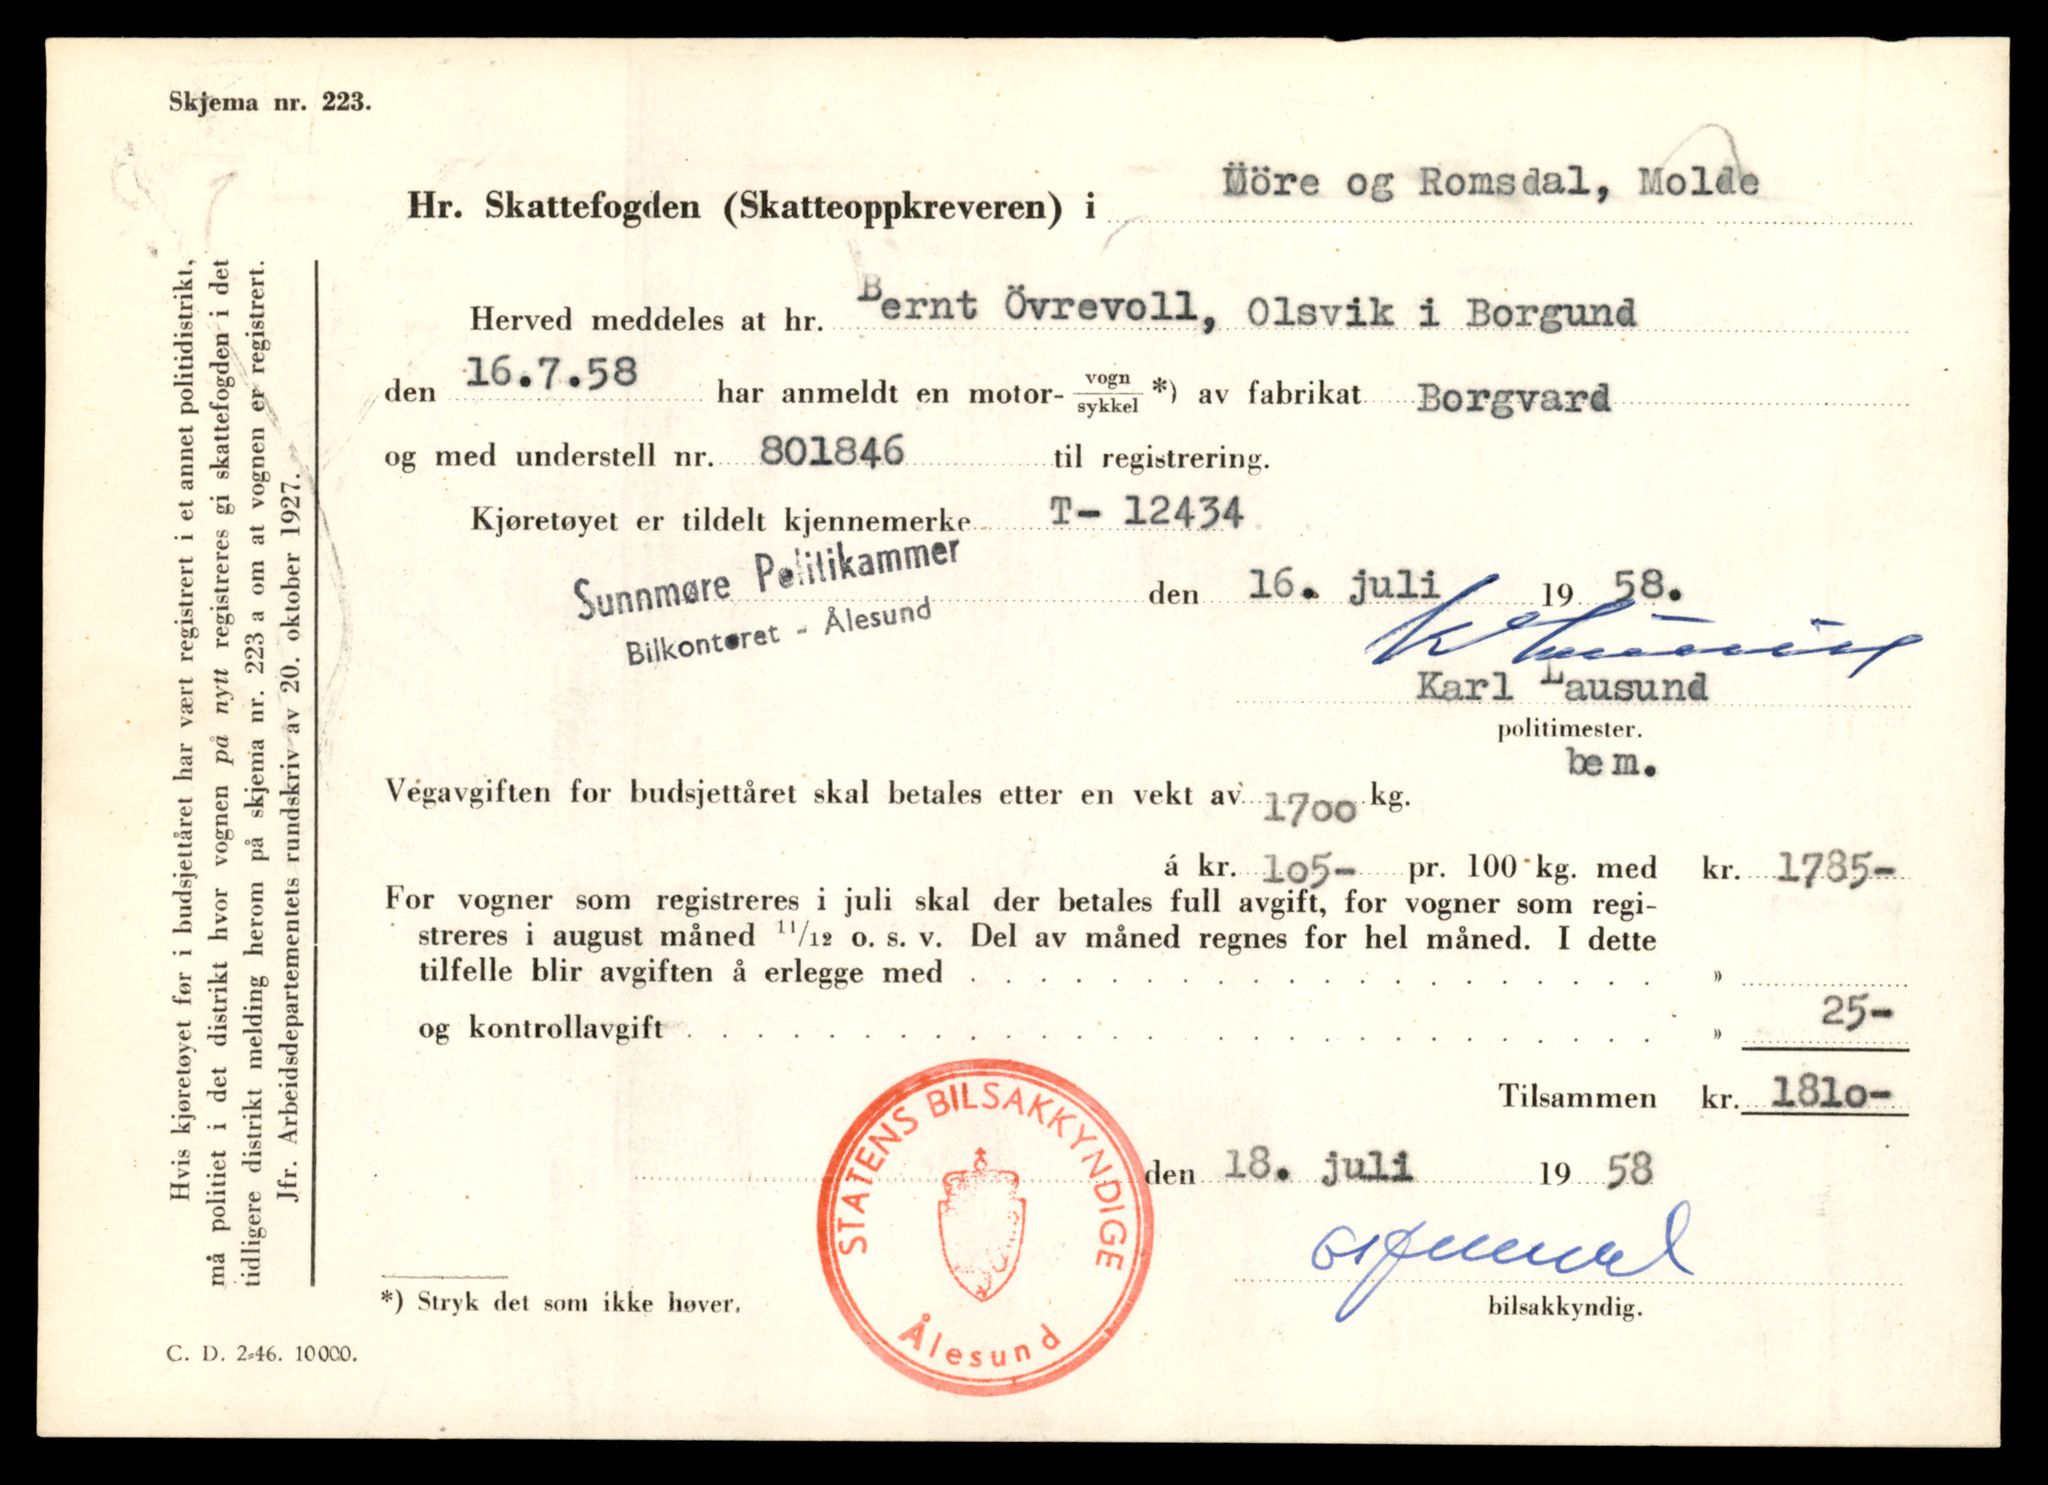 Skjema nr. 223.
Hr. Skattefogden (Skatteoppkreveren) i Möre og Romsdal, Molde
Herved meddeles at hr. Bernt Övrevoll, Olsvik i Borgund
den 16.7.58 har anmeldt en motor- vogn/sykkel *) av fabrikat Borgvard
og med understell nr. 801846 til registrering.
Kjøretøyet er tildelt kjennemerke T- 12434
Sunnmøre Politikammer
Bilkontoret - Ålesund
den 16. juli 19 58.
Karl Lausund
politimester.
bem.
Vegavgiften for budsjettåret skal betales etter en vekt av 1700 kg.
á kr. 105- pr. 100 kg. med kr. 1785-
For vogner som registreres i juli skal der betales full avgift, for vogner som regi-
streres i august måned 11/12 o. s. v. Del av måned regnes for hel måned. I dette
tilfelle blir avgiften å erlegge med . . . . . . . . . . . . . . . . . . . »
og kontrollavgift . . . . . . . . . . . . . . . . . . . . . . . . . . . . » 25-
Tilsammen kr. 1810-
STATENS BILSAKKYNDIGE
Ålesund
den 18. juli 19 58
bilsakkyndig.
*) Stryk det som ikke høver.
C. D. 2-46. 10000.
Hvis kjøretøyet før i budsjettåret har vært registrert i et annet politidistrikt,
må politiet i det distrikt hvor vognen på nytt registreres gi skattefogden i det
tidligere distrikt melding herom på skjema nr. 223 a om at vognen er registrert.
Jfr. Arbeidsdepartementets rundskriv av 20. oktober 1927.